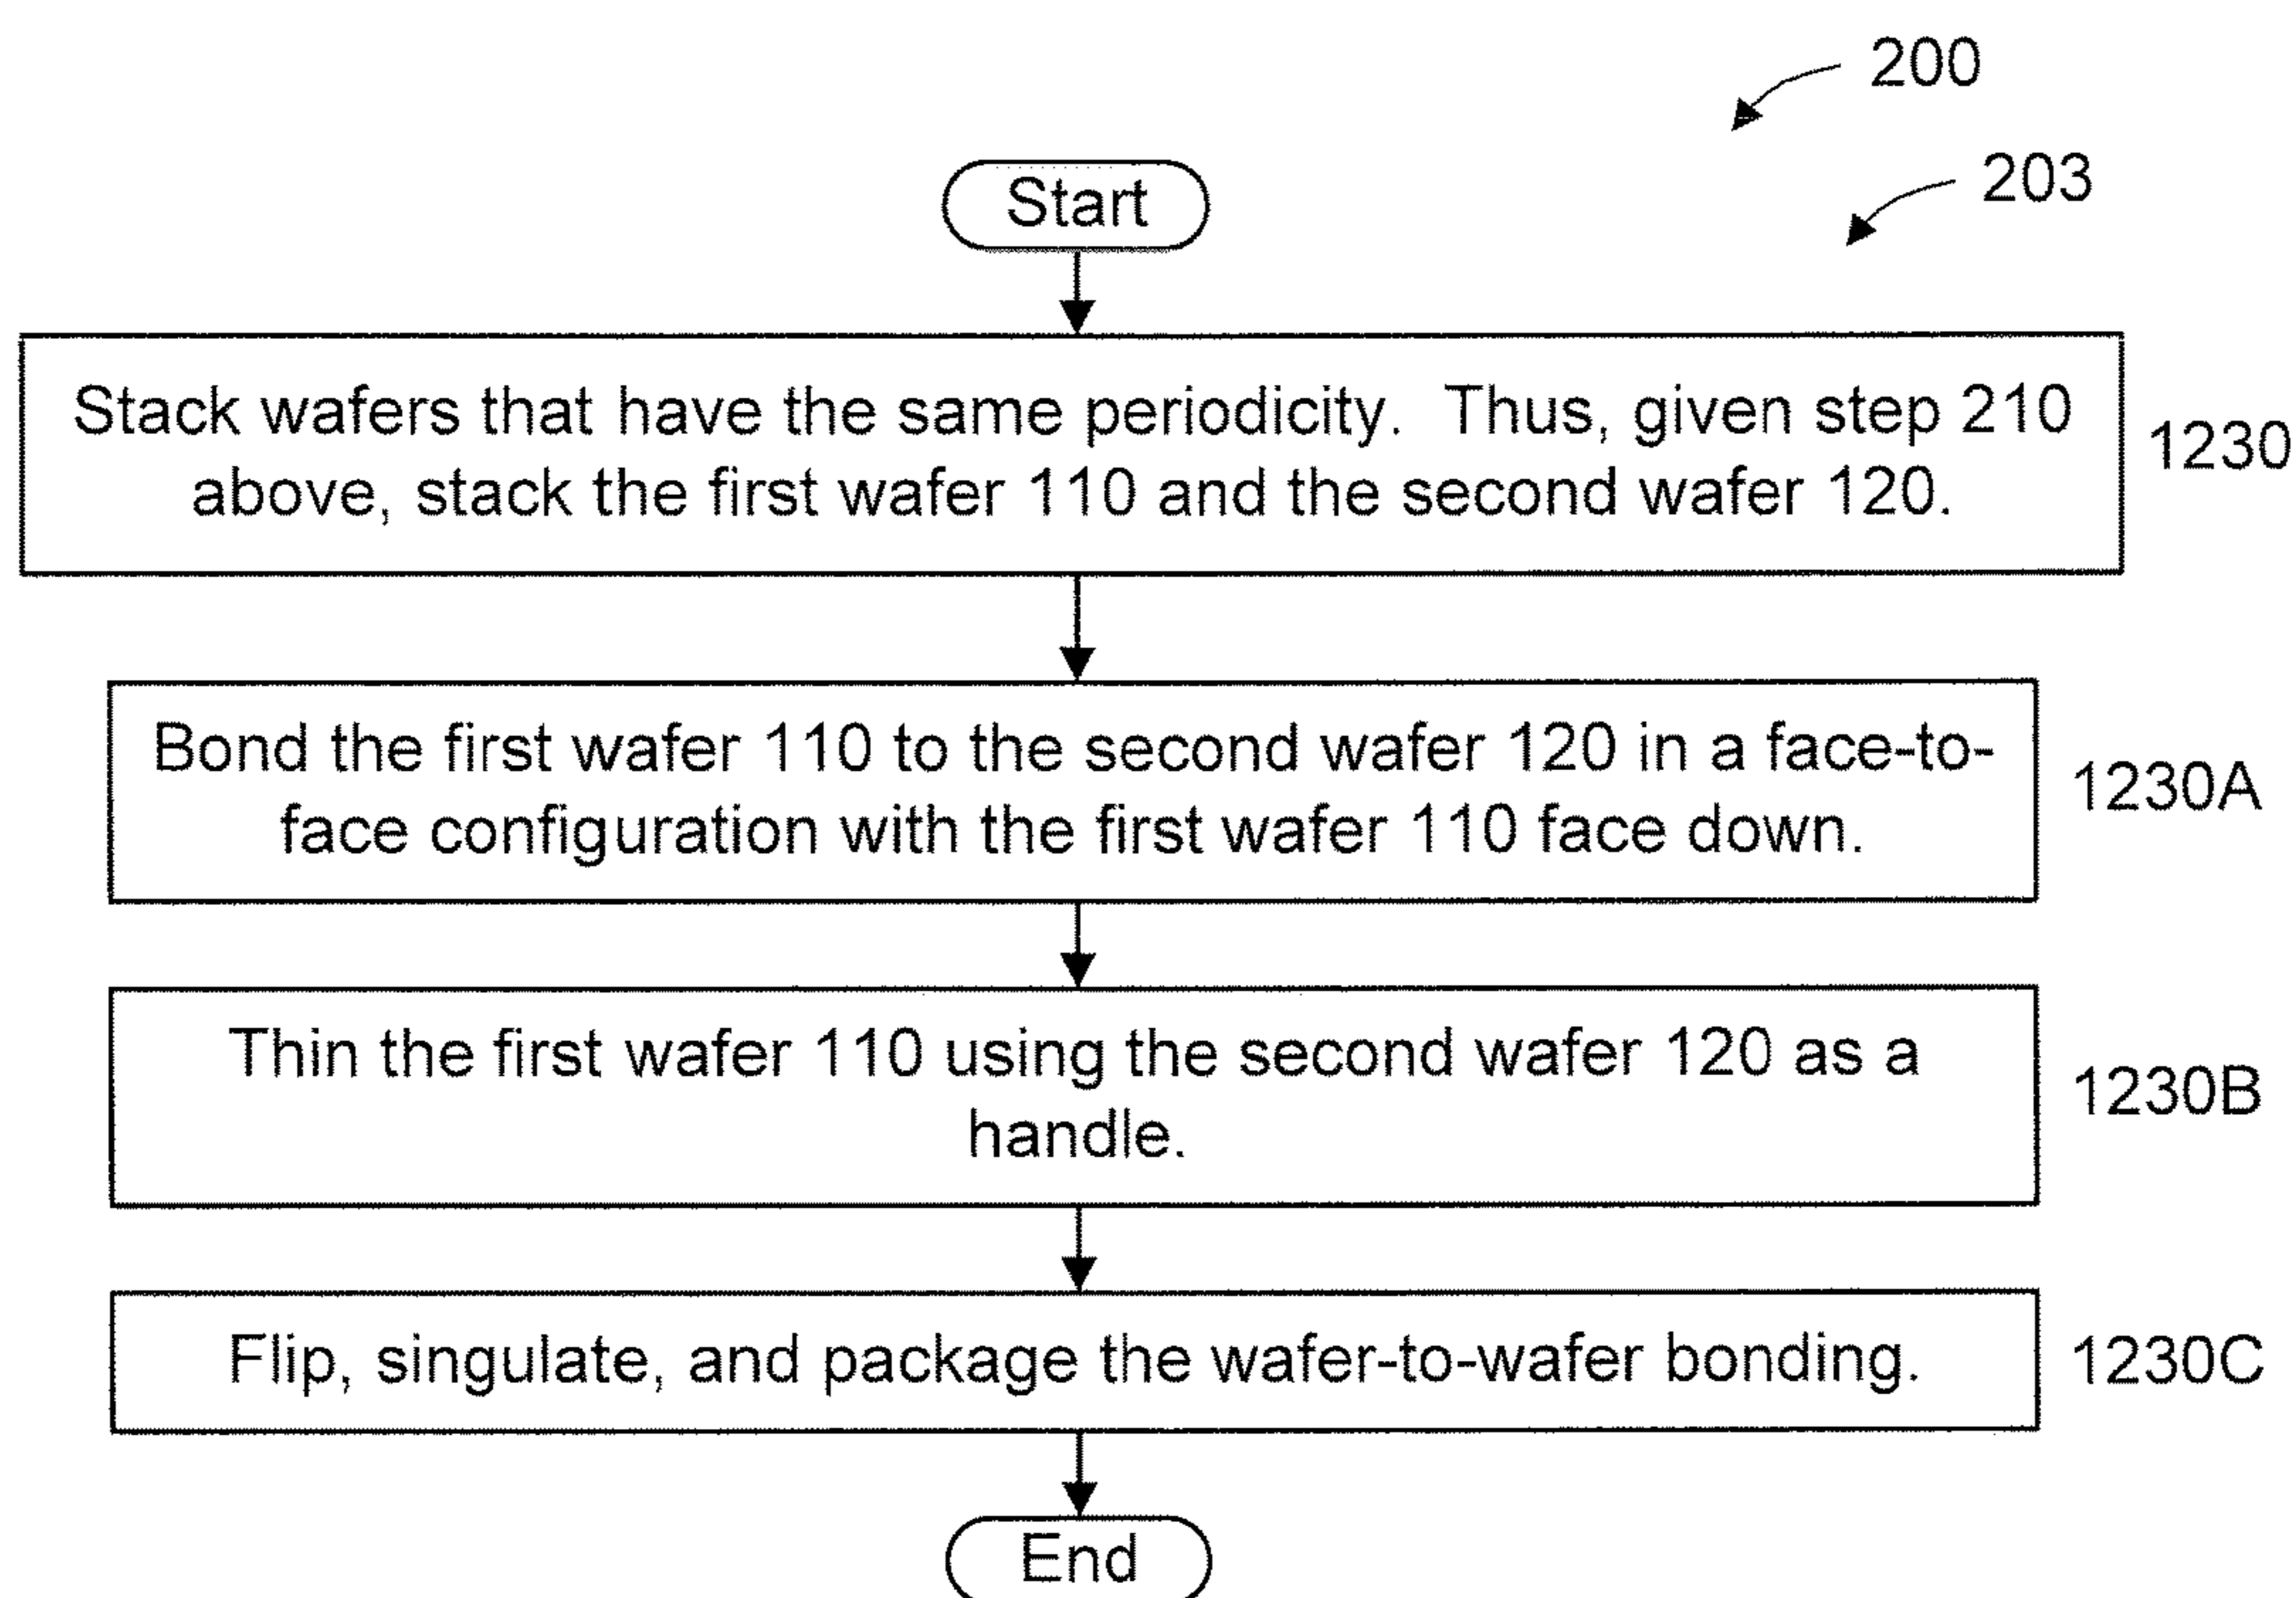 200
203
Start
Stack wafers that have the same periodicity. Thus, given step 210
above, stack the first wafer 110 and the second wafer 120.
1230
Bond the first wafer 110 to the second wafer 120 in a face-to-
face configuration with the first wafer 110 face down.
1230A
Thin the first wafer 110 using the second wafer 120 as a
handle.
1230B
Flip, singulate, and package the wafer-to-wafer bonding.
1230C
End